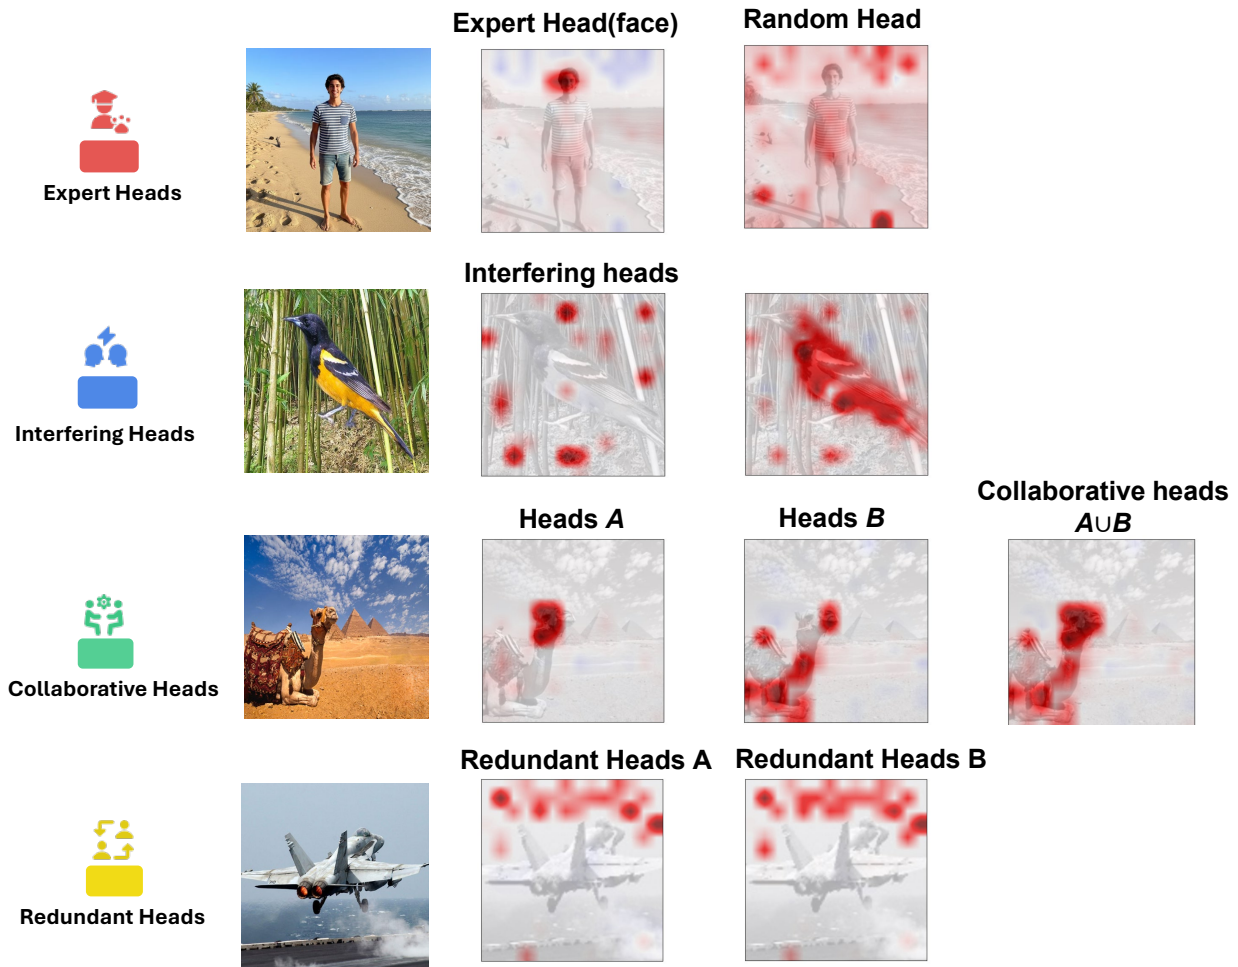 Expert Head(face)
Random Head
Expert Heads
Interfering heads
Interfering Heads
Heads A
Heads B
Collaborative heads
A∪B
Collaborative Heads
Redundant Heads A
Redundant Heads B
Redundant Heads